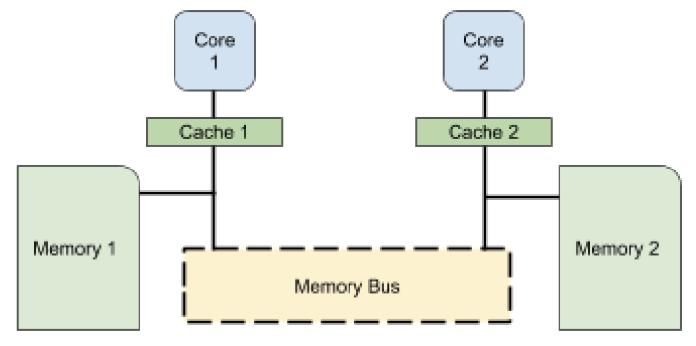 Core
1
Core
2
Cache 1
Cache 2
Memory 1
Memory Bus
Memory 2